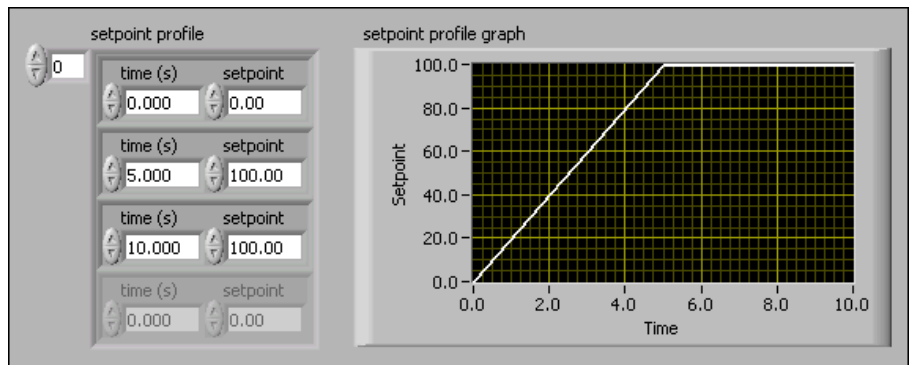 setpoint profile
0
time (s) setpoint
0.000 0.00
time (s) setpoint
5.000 100.00
time (s) setpoint
10.000 100.00
time (s) setpoint
0.000 0.00
setpoint profile graph
100.0
80.0
60.0
40.0
20.0
0.0
Setpoint
0.0 2.0 4.0 6.0 8.0 10.0
Time